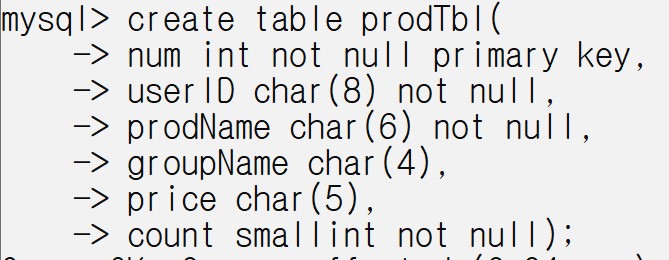 mysql> create table prodTbl(
-> num int not null primary key,
-> userID char(8) not null,
-> prodName char(6) not null,
-> groupName char(4),
-> price char(5),
-> count smallint not null);